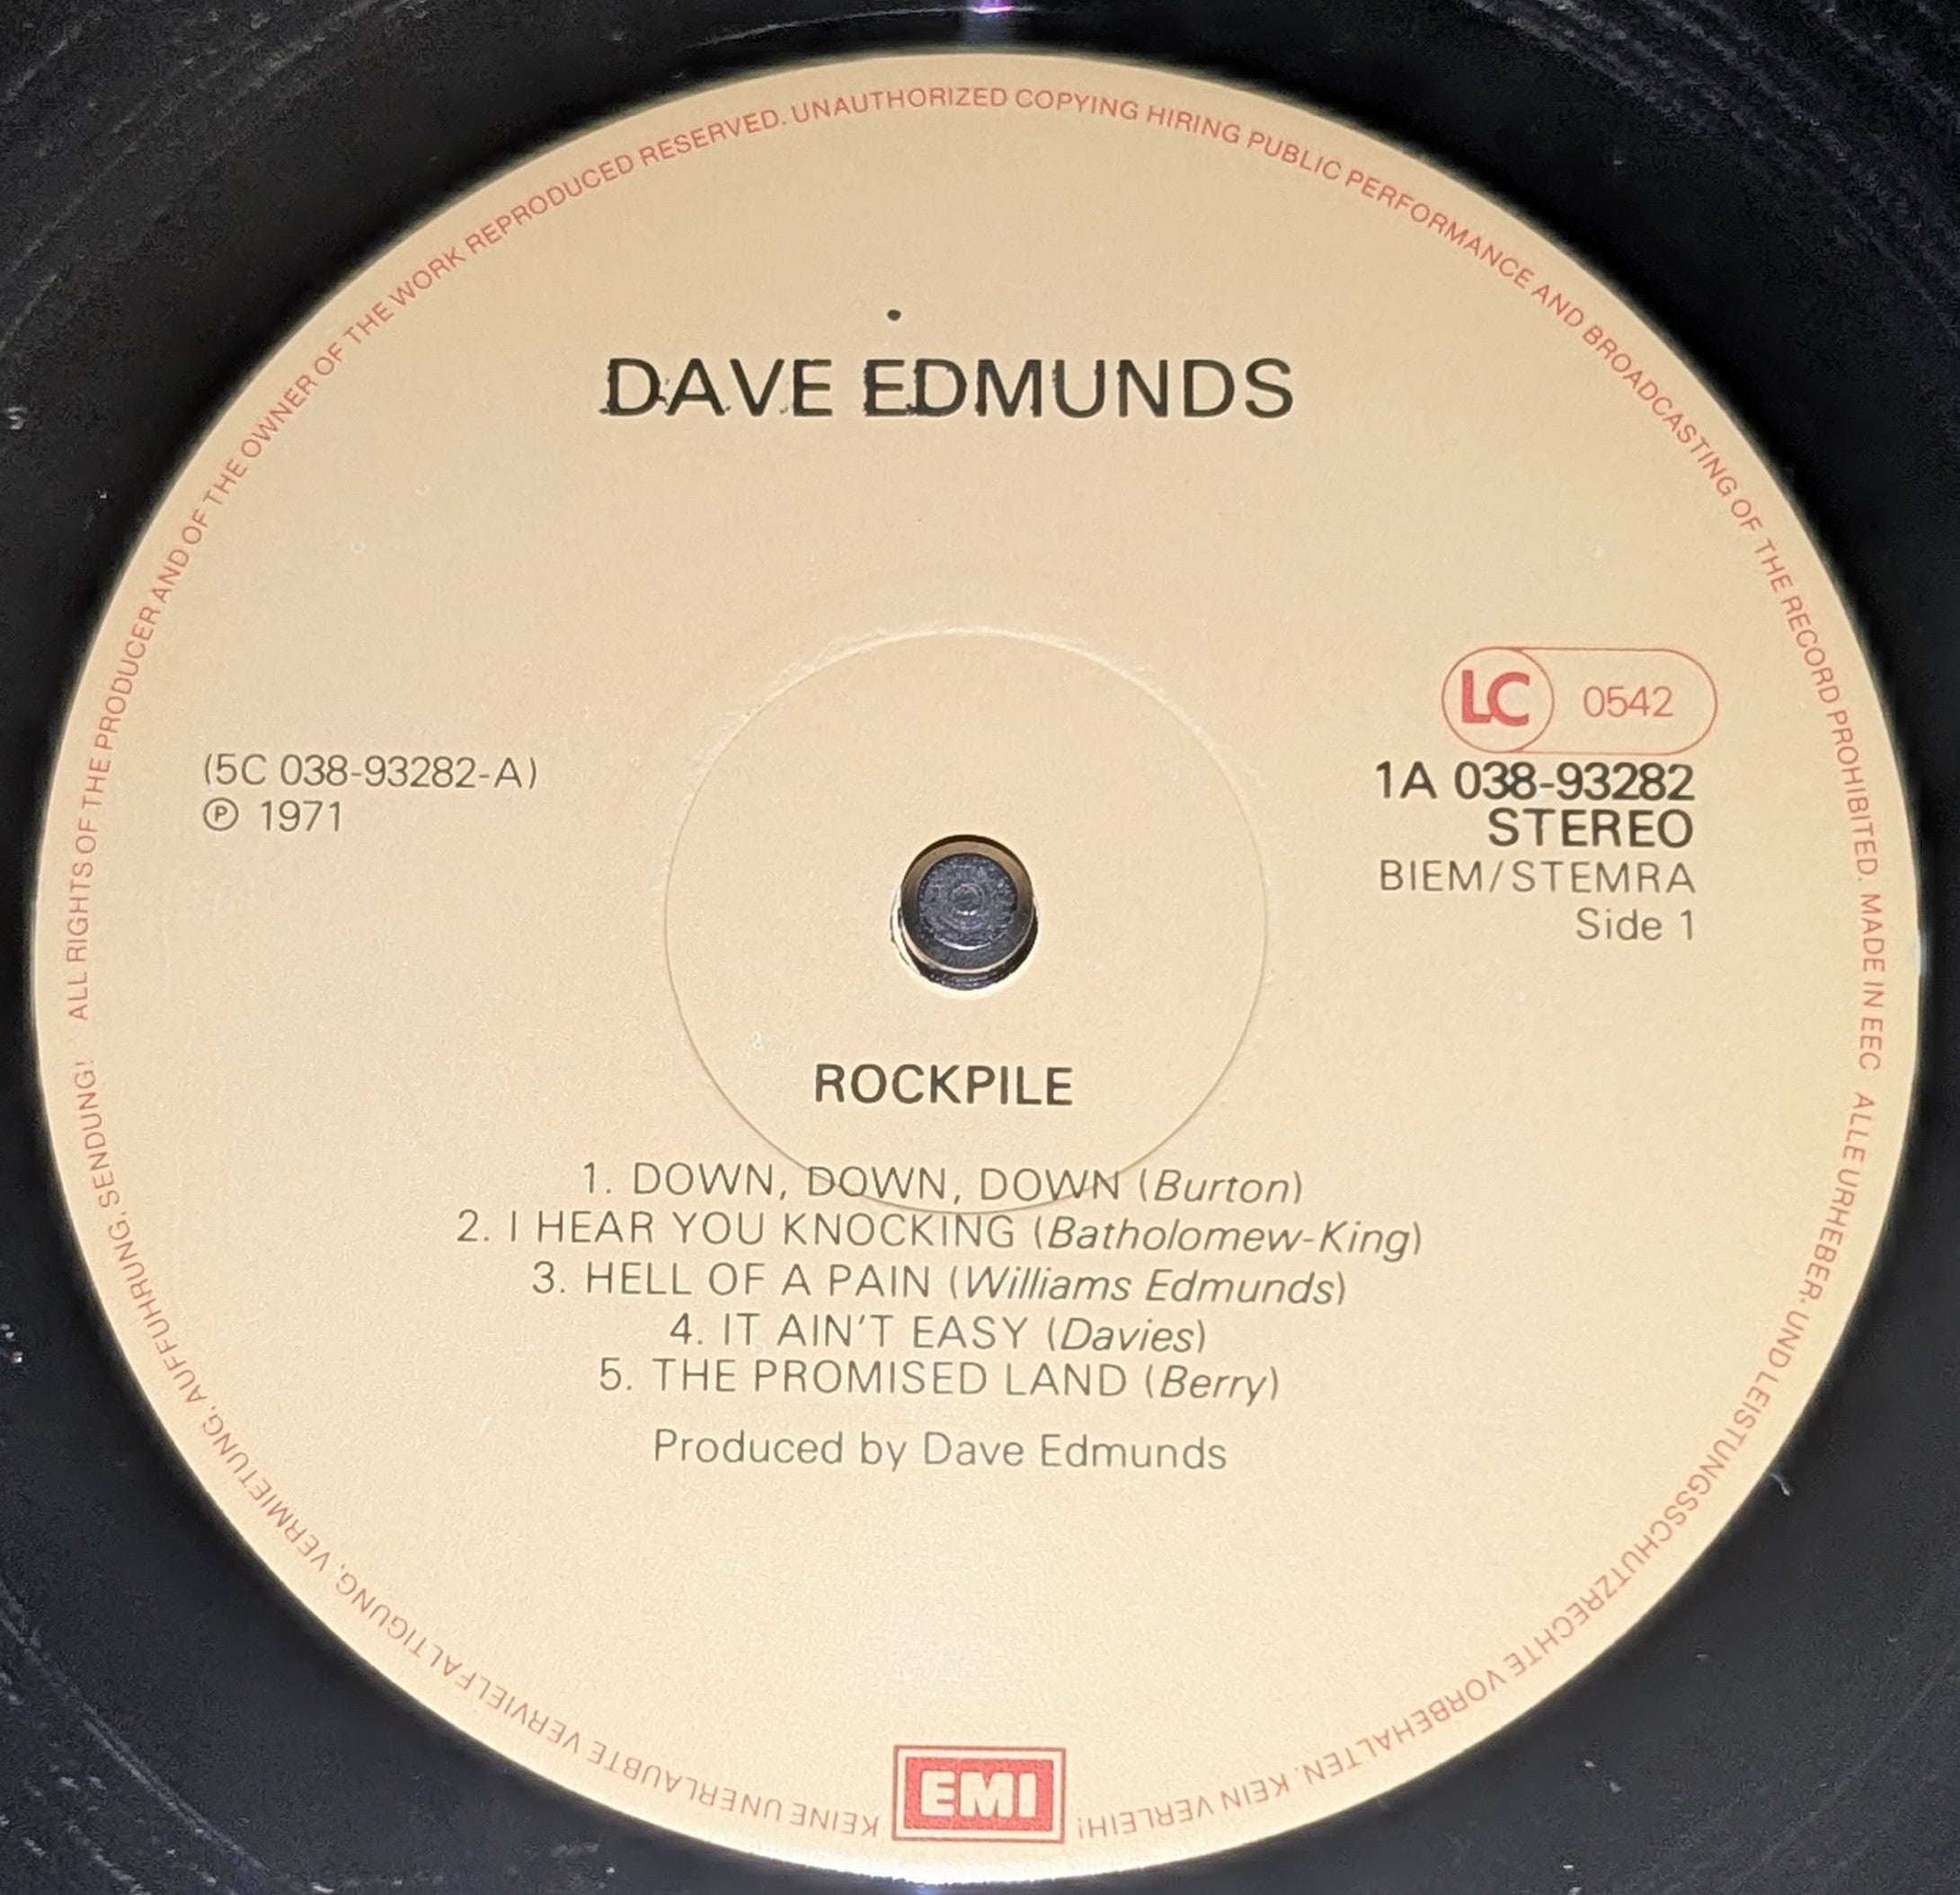 ALL RIGHTS OF THE PRODUCER AND OF THE OWNER OF THE WORK REPRODUCED RESERVED. UNAUTHORIZED COPYING HIRING PUBLIC PERFORMANCE AND BROADCASTING OF THE RECORD PROHIBITED. MADE IN EEC
DAVE EDMUNDS
LC 0542
(5C 038-93282-A)
℗ 1971
1A 038-93282
STEREO
BIEM/STEMRA
Side 1
ROCKPILE
1. DOWN, DOWN, DOWN (Burton)
2. I HEAR YOU KNOCKING (Batholomew-King)
3. HELL OF A PAIN (Williams Edmunds)
4. IT AIN'T EASY (Davies)
5. THE PROMISED LAND (Berry)
Produced by Dave Edmunds
EMI
ALLE URHEBER- UND LEISTUNGSSCHUTZRECHTE VORBEHALTEN. KEIN VERLEIH! KEINE UNERLAUBTE VERVIELFALTIGUNG, VERMIETUNG, AUFFUHRUNG, SENDUNG!